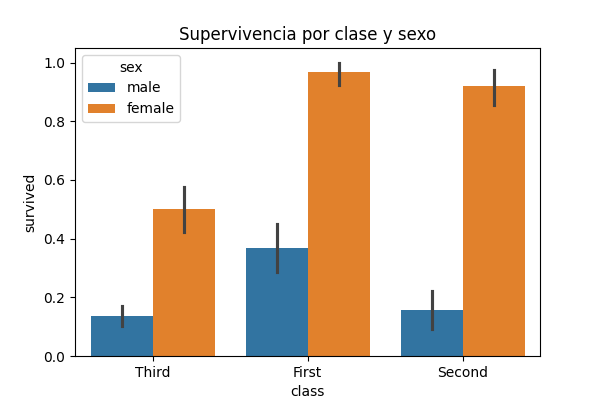 Supervivencia por clase y sexo
survived
1.0
0.8
0.6
0.4
0.2
0.0
sex
male
female
Third First Second
class